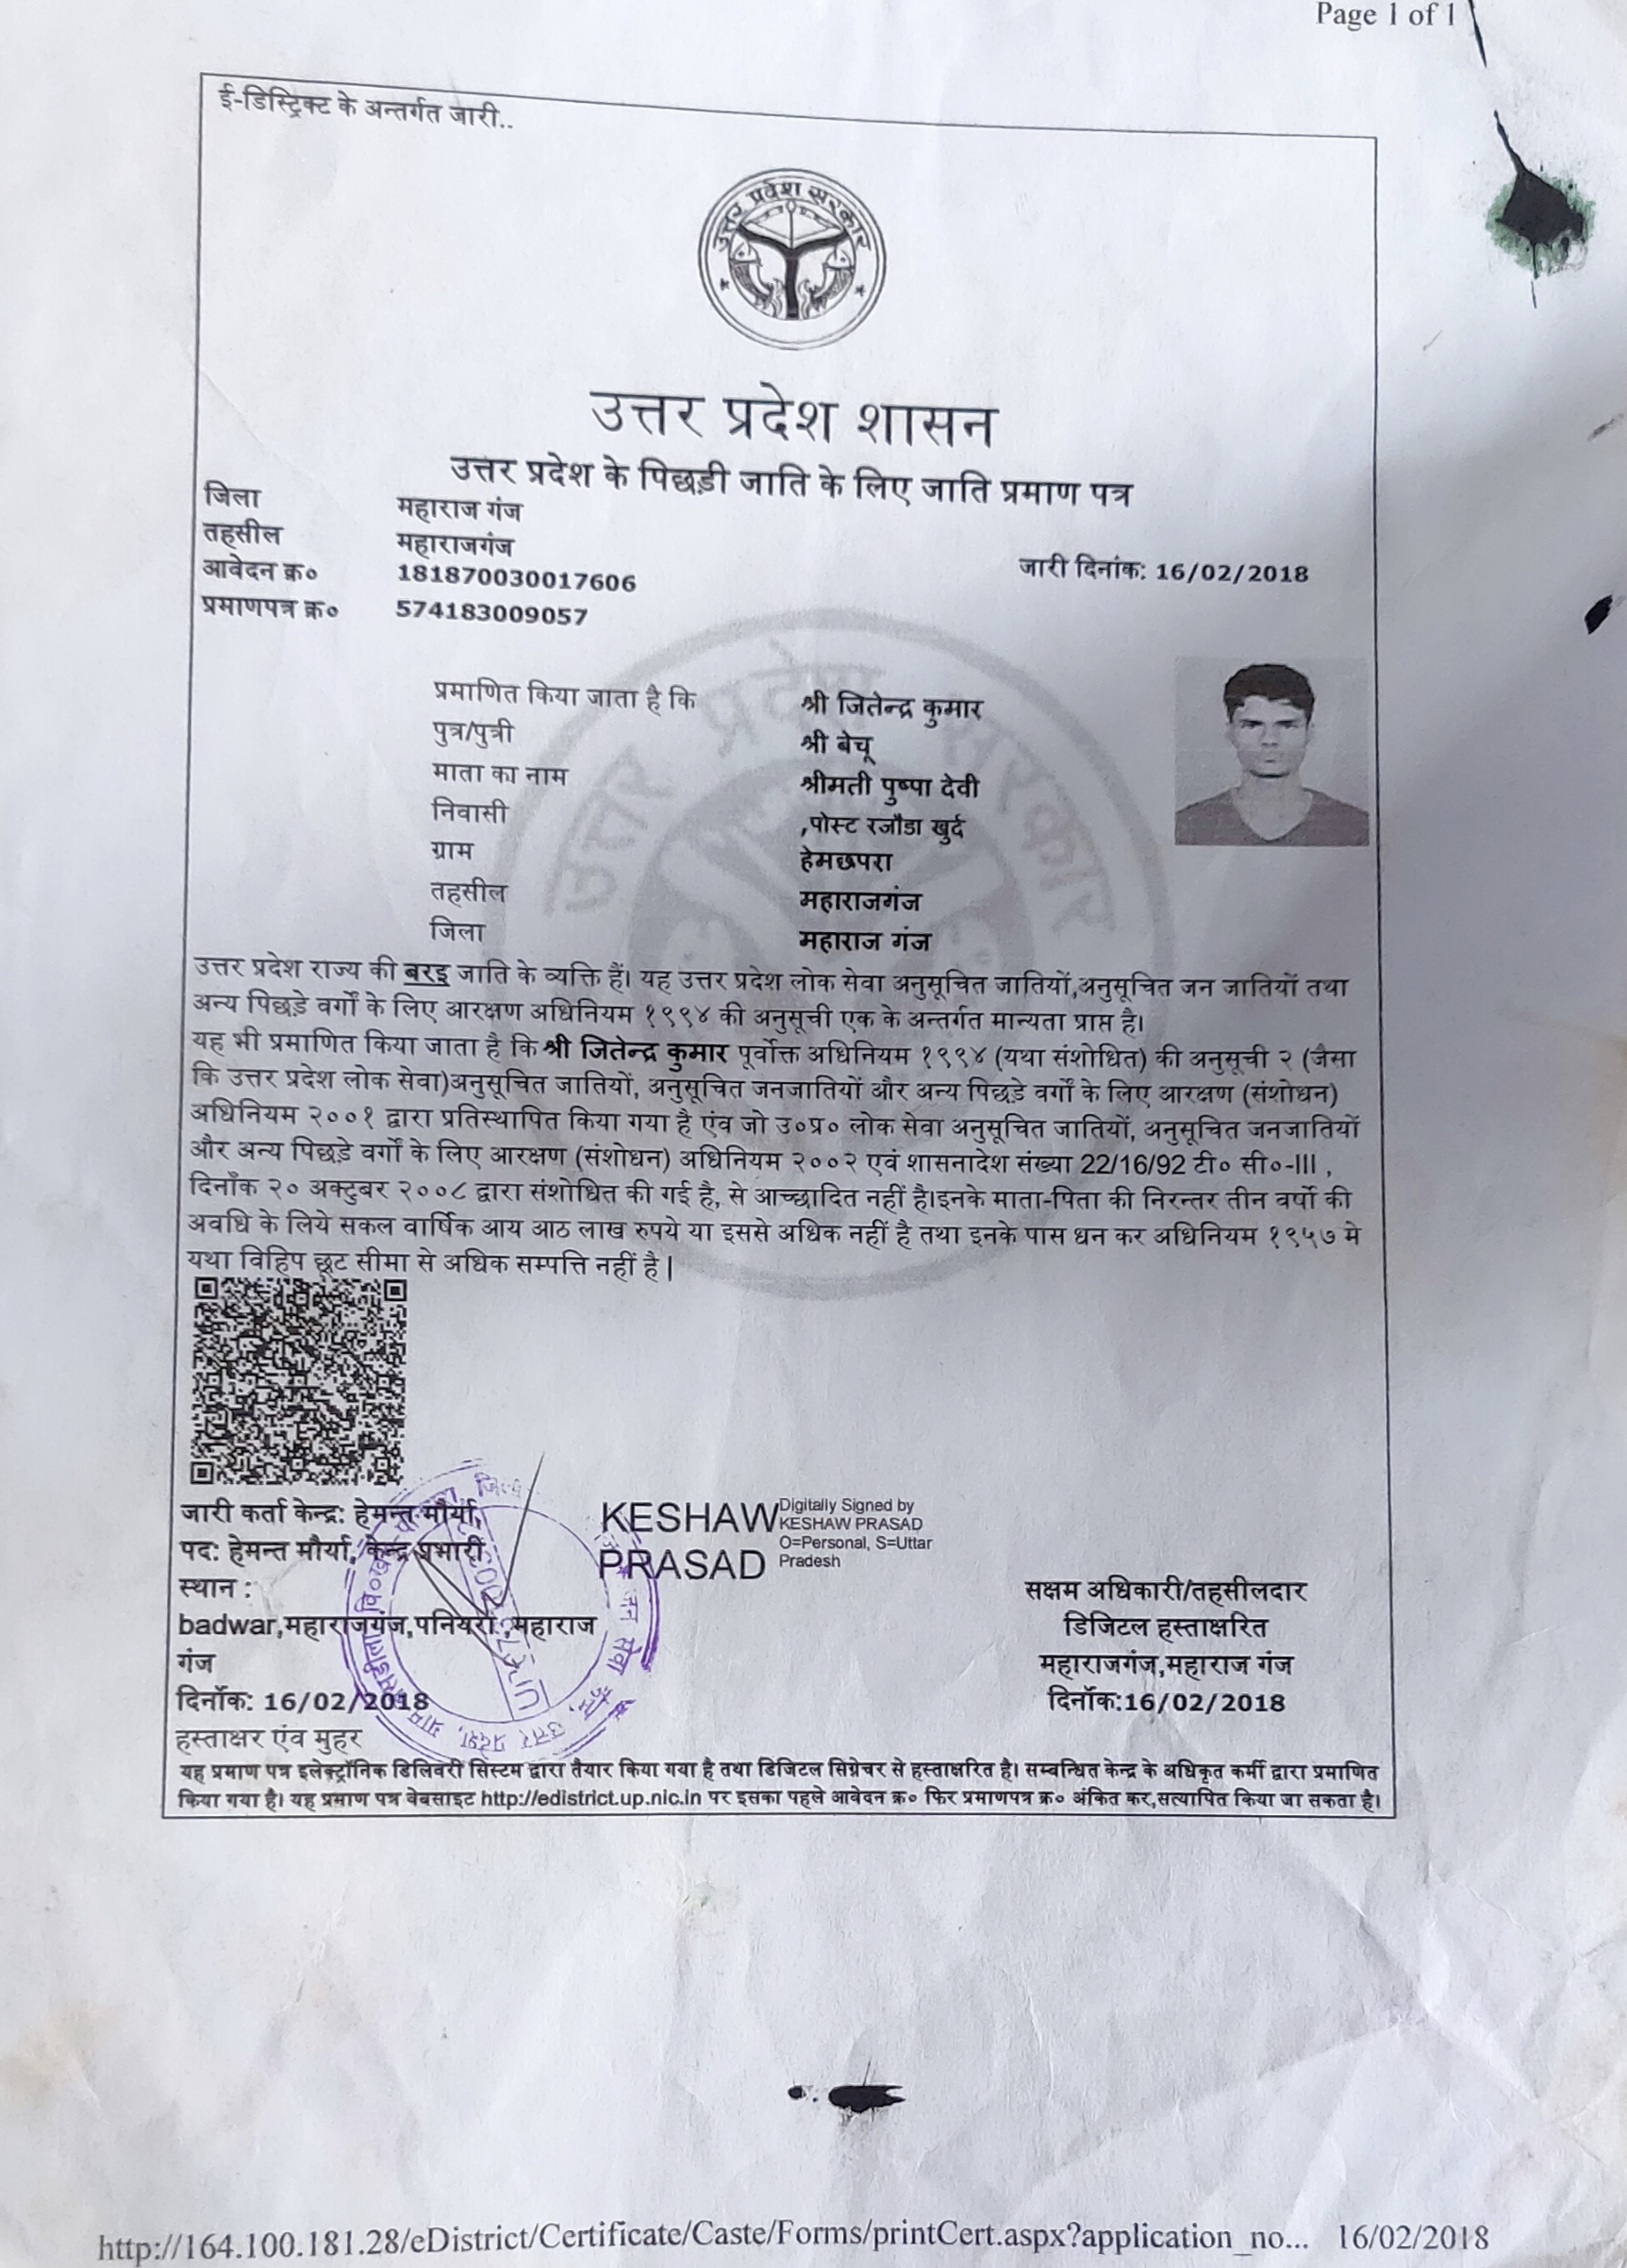 Page 1 of 1
ई-डिस्ट्रिक्ट के अन्तर्गत जारी..
उत्तर प्रदेश सरकार
उत्तर प्रदेश शासन
उत्तर प्रदेश के पिछड़ी जाति के लिए जाति प्रमाण पत्र
जिला महाराज गंज
तहसील महाराजगंज
आवेदन क्र० 181870030017606 जारी दिनांक: 16/02/2018
प्रमाणपत्र क्र० 574183009057
प्रमाणित किया जाता है कि श्री जितेन्द्र कुमार
पुत्र/पुत्री श्री बेचू
माता का नाम श्रीमती पुष्पा देवी
निवासी ,पोस्ट रजौडा खुर्द
ग्राम हेमछपरा
तहसील महाराजगंज
जिला महाराज गंज
उत्तर प्रदेश राज्य की बरइ जाति के व्यक्ति हैं। यह उत्तर प्रदेश लोक सेवा अनुसूचित जातियों,अनुसूचित जन जातियों तथा
अन्य पिछड़े वर्गों के लिए आरक्षण अधिनियम १९९४ की अनुसूची एक के अन्तर्गत मान्यता प्राप्त है।
यह भी प्रमाणित किया जाता है कि श्री जितेन्द्र कुमार पूर्वोक्त अधिनियम १९९४ (यथा संशोधित) की अनुसूची २ (जैसा
कि उत्तर प्रदेश लोक सेवा)अनुसूचित जातियों, अनुसूचित जनजातियों और अन्य पिछड़े वर्गों के लिए आरक्षण (संशोधन)
अधिनियम २००१ द्वारा प्रतिस्थापित किया गया है एंव जो उ०प्र० लोक सेवा अनुसूचित जातियों, अनुसूचित जनजातियों
और अन्य पिछड़े वर्गों के लिए आरक्षण (संशोधन) अधिनियम २००२ एवं शासनादेश संख्या 22/16/92 टी० सी०-III ,
दिनाँक २० अक्टुबर २००८ द्वारा संशोधित की गई है, से आच्छादित नहीं है।इनके माता-पिता की निरन्तर तीन वर्षो की
अवधि के लिये सकल वार्षिक आय आठ लाख रुपये या इससे अधिक नहीं है तथा इनके पास धन कर अधिनियम १९५७ मे
यथा विहिप छूट सीमा से अधिक सम्पत्ति नहीं है |
जारी कर्ता केन्द्र: हेमन्त मौर्या,
पद: हेमन्त मौर्या, केन्द्र प्रभारी
स्थान :
badwar,महाराजगंज,पनियरा ,महाराज
गंज
दिनॉक: 16/02/2018
हस्ताक्षर एंव मुहर
KESHAW
PRASAD
Digitally Signed by
KESHAW PRASAD
O=Personal, S=Uttar
Pradesh
सक्षम अधिकारी/तहसीलदार
डिजिटल हस्ताक्षरित
महाराजगंज,महाराज गंज
दिनॉक:16/02/2018
यह प्रमाण पत्र इलेक्ट्रॉनिक डिलिवरी सिस्टम द्वारा तैयार किया गया है तथा डिजिटल सिग्नेचर से हस्ताक्षरित है। सम्बन्धित केन्द्र के अधिकृत कर्मी द्वारा प्रमाणित
किया गया है। यह प्रमाण पत्र वेबसाइट http://edistrict.up.nic.in पर इसका पहले आवेदन क्र० फिर प्रमाणपत्र क्र० अंकित कर,सत्यापित किया जा सकता है।
http://164.100.181.28/eDistrict/Certificate/Caste/Forms/printCert.aspx?application_no... 16/02/2018